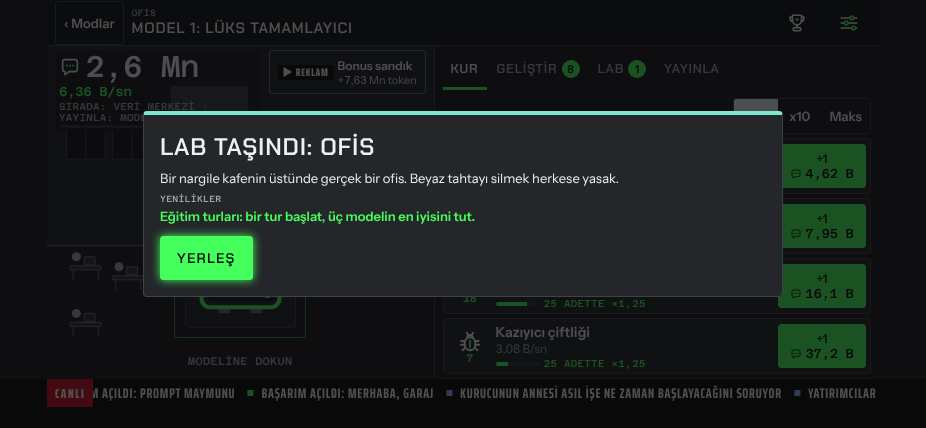 ‹ Modlar
OFİS
MODEL 1: LÜKS TAMAMLAYICI
2,6 Mn
6,36 B/sn
SIRADA: VERİ MERKEZİ ·
YAYINLA: MODE
REKLAM
Bonus sandık
+7,63 Mn token
KUR
GELİŞTİR 8
LAB 1
YAYINLA
x10
Maks
LAB TAŞINDI: OFİS
Bir nargile kafenin üstünde gerçek bir ofis. Beyaz tahtayı silmek herkese yasak.
YENİLİKLER
Eğitim turları: bir tur başlat, üç modelin en iyisini tut.
YERLEŞ
+1
4,62 B
+1
7,95 B
18
25 ADETTE ×1,25
+1
16,1 B
Kazıyıcı çiftliği
3,08 B/sn
7
25 ADETTE ×1,25
+1
37,2 B
MODELİNE DOKUN
CANLI
M AÇILDI: PROMPT MAYMUNU
BAŞARIM AÇILDI: MERHABA, GARAJ
KURUCUNUN ANNESİ ASIL İŞE NE ZAMAN BAŞLAYACAĞINI SORUYOR
YATIRIMCILAR